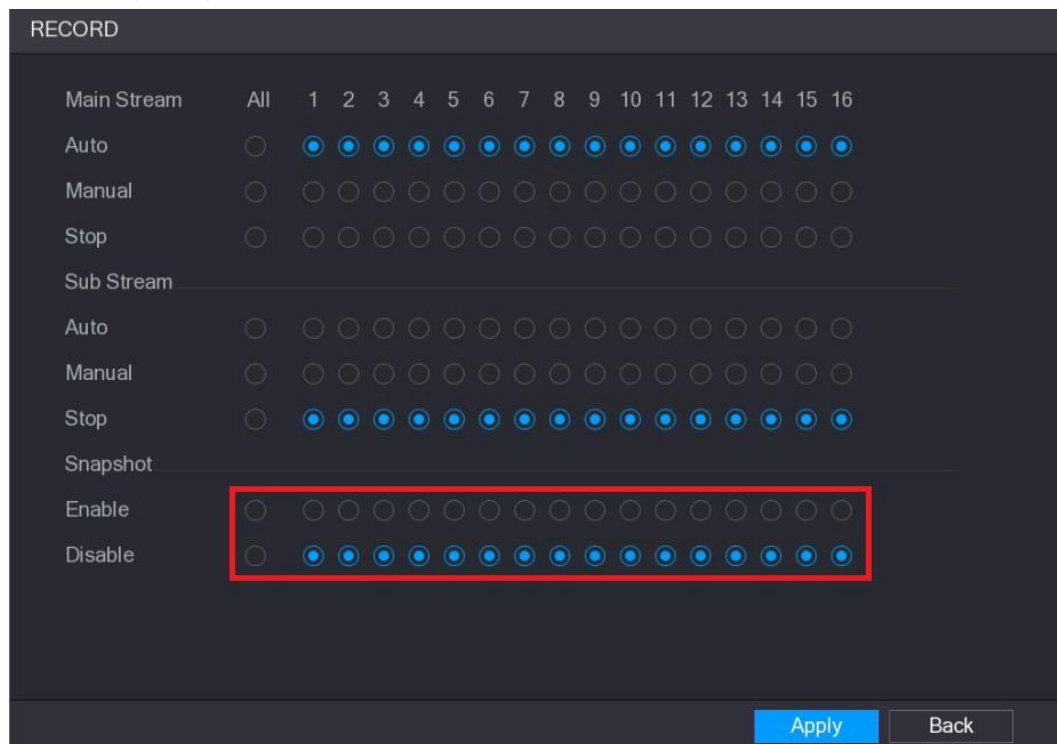 RECORD
Main Stream All 1 2 3 4 5 6 7 8 9 10 11 12 13 14 15 16
Auto
Manual
Stop
Sub Stream
Auto
Manual
Stop
Snapshot
Enable
Disable
Apply Back